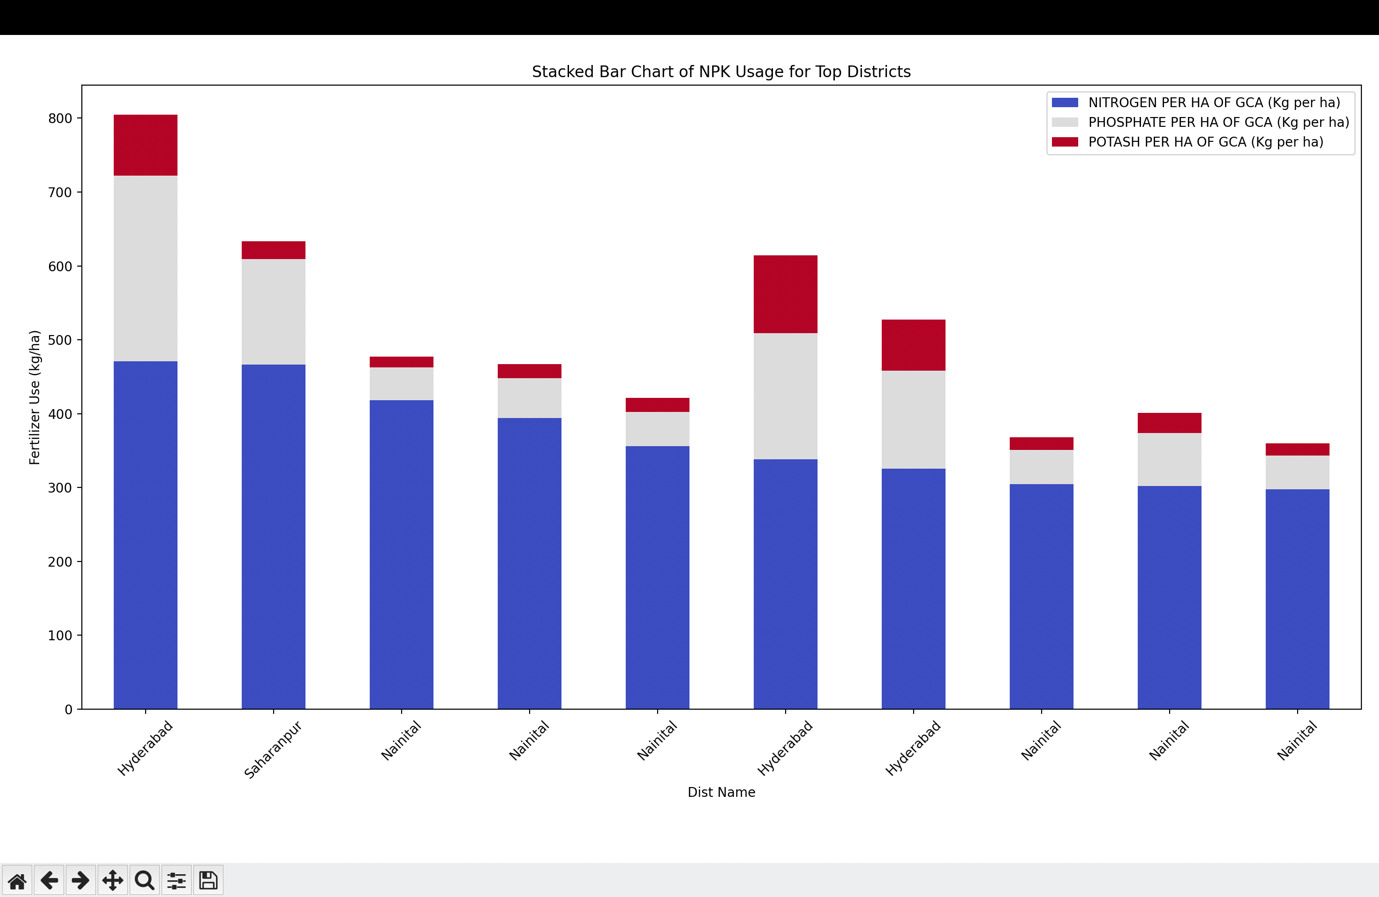 Stacked Bar Chart of NPK Usage for Top Districts
NITROGEN PER HA OF GCA (Kg per ha)
PHOSPHATE PER HA OF GCA (Kg per ha)
POTASH PER HA OF GCA (Kg per ha)
800
700
600
500
400
300
200
100
0
Fertilizer Use (kg/ha)
Hyderabad
Saharanpur
Nainital
Nainital
Nainital
Hyderabad
Hyderabad
Nainital
Nainital
Nainital
Dist Name